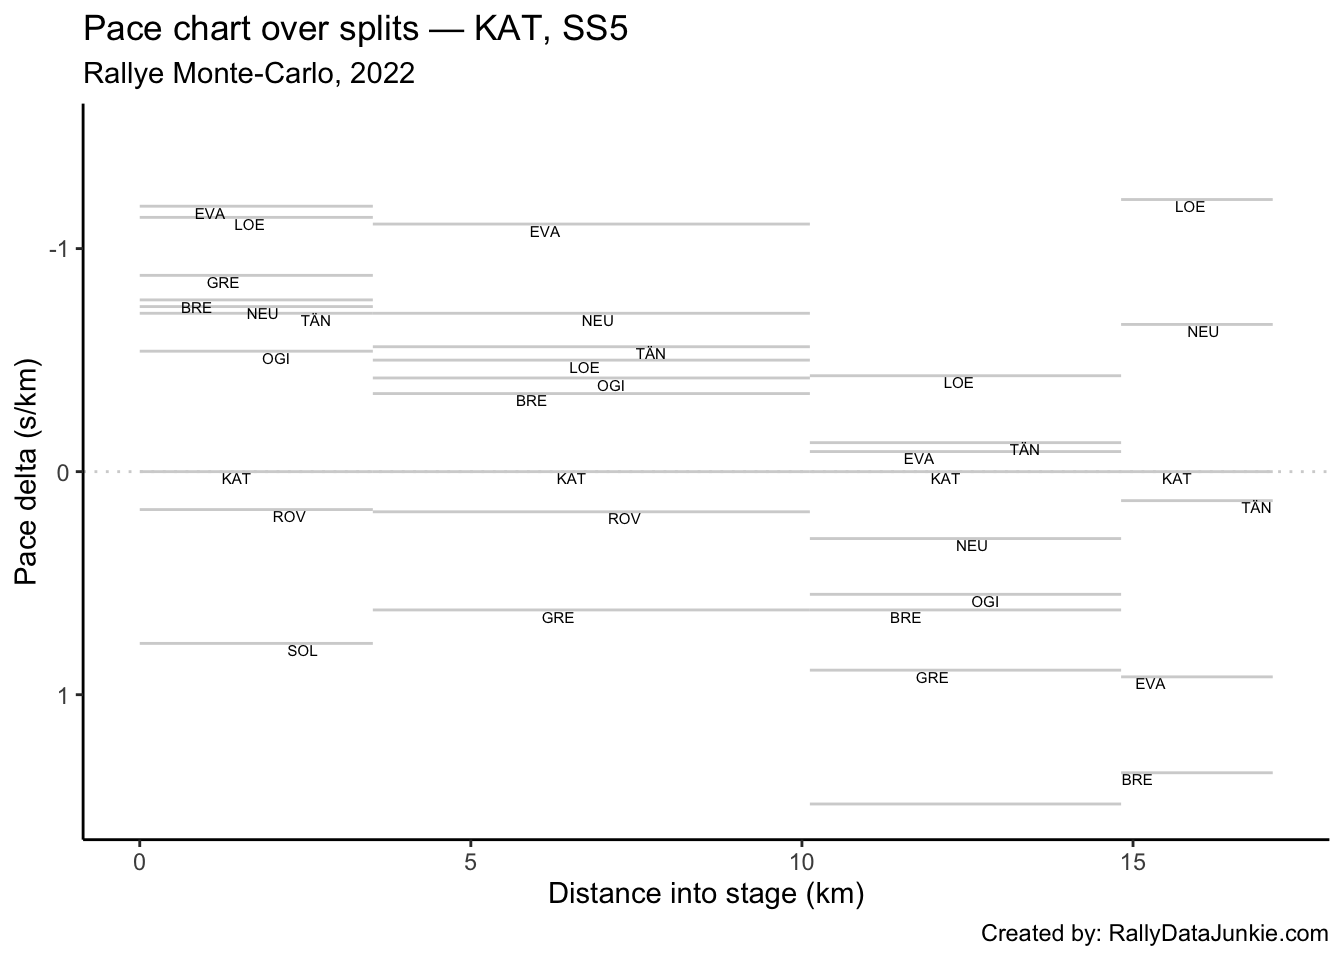 Pace chart over splits — KAT, SS5
Rallye Monte-Carlo, 2022
Pace delta (s/km)
-1
0
1
EVA
LOE
GRE
BRE
NEU
TÄN
OGI
KAT
ROV
SOL
EVA
NEU
TÄN
LOE
OGI
BRE
KAT
ROV
GRE
LOE
TÄN
EVA
KAT
NEU
OGI
BRE
GRE
LOE
NEU
KAT
TÄN
EVA
BRE
0 5 10 15
Distance into stage (km)
Created by: RallyDataJunkie.com